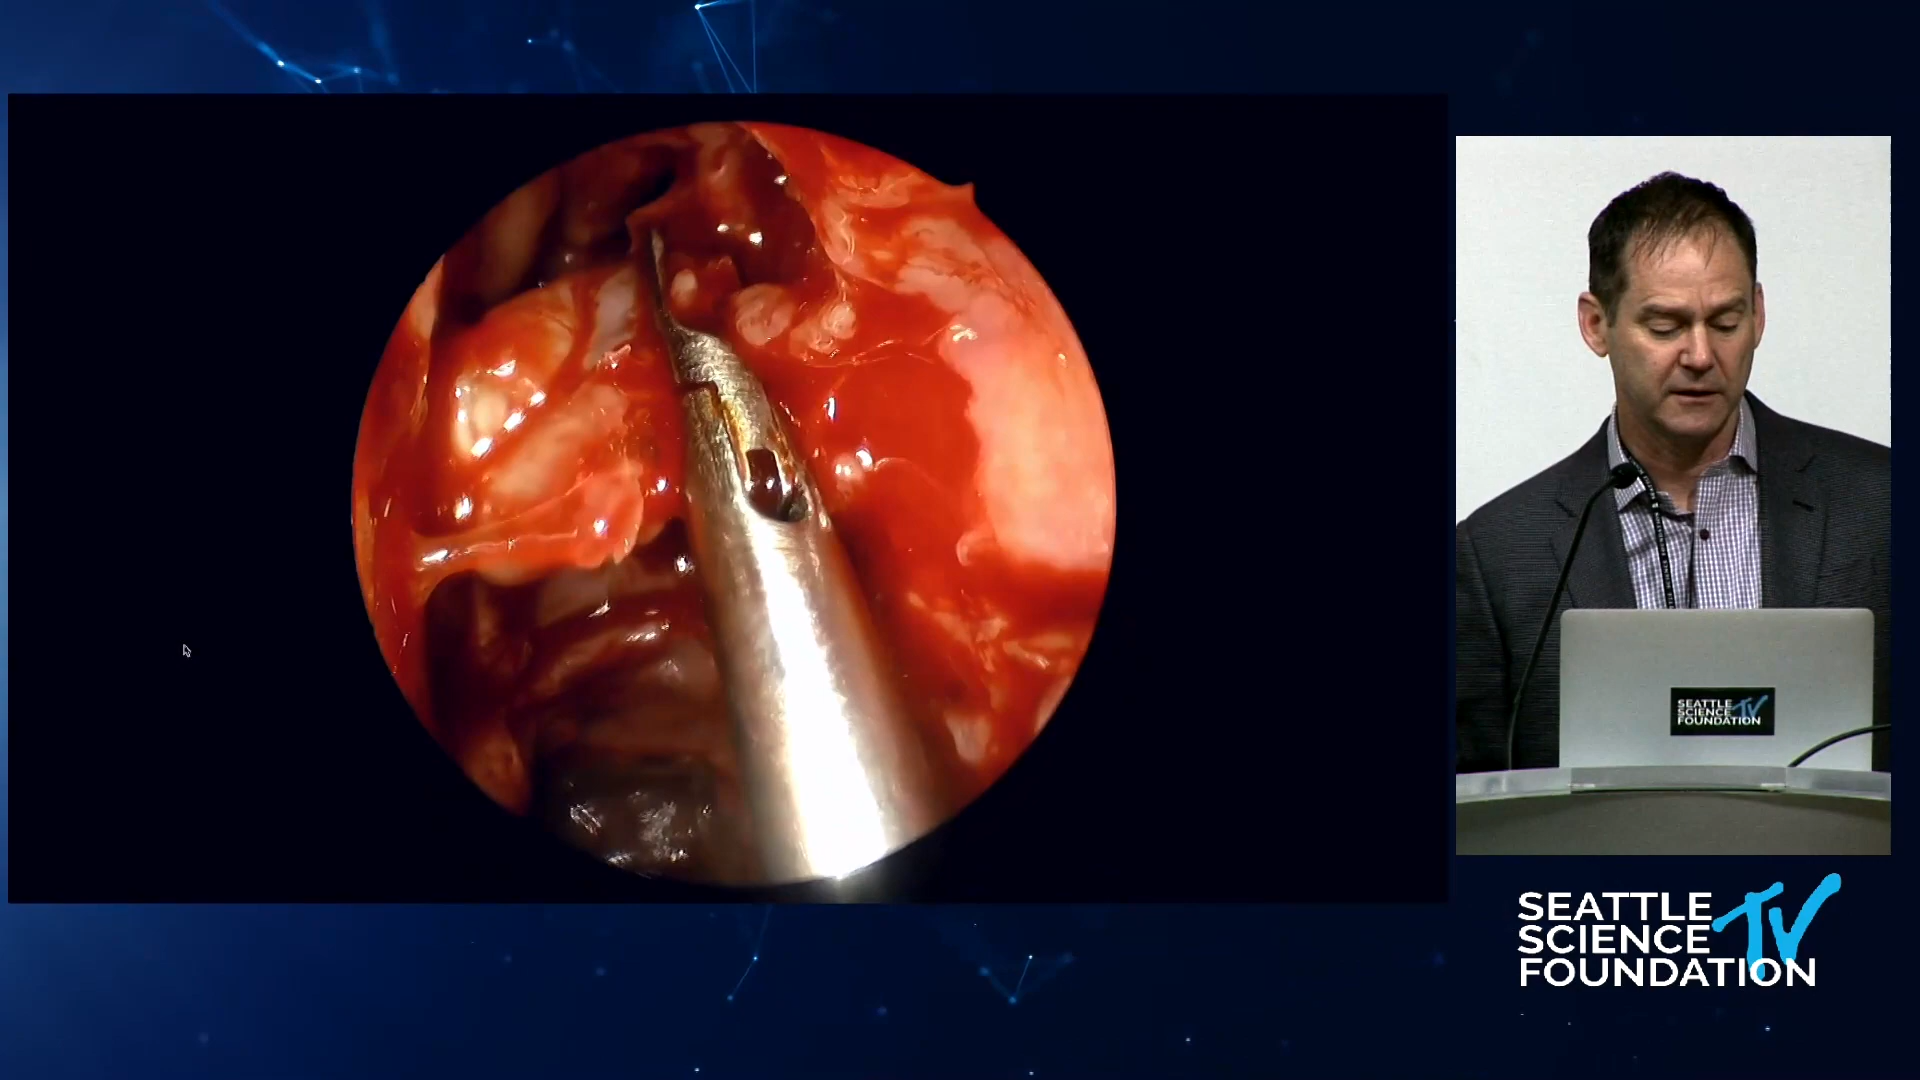 SEATTLE
SCIENCE
FOUNDATION
TV
SEATTLE
SCIENCE
FOUNDATION
TV